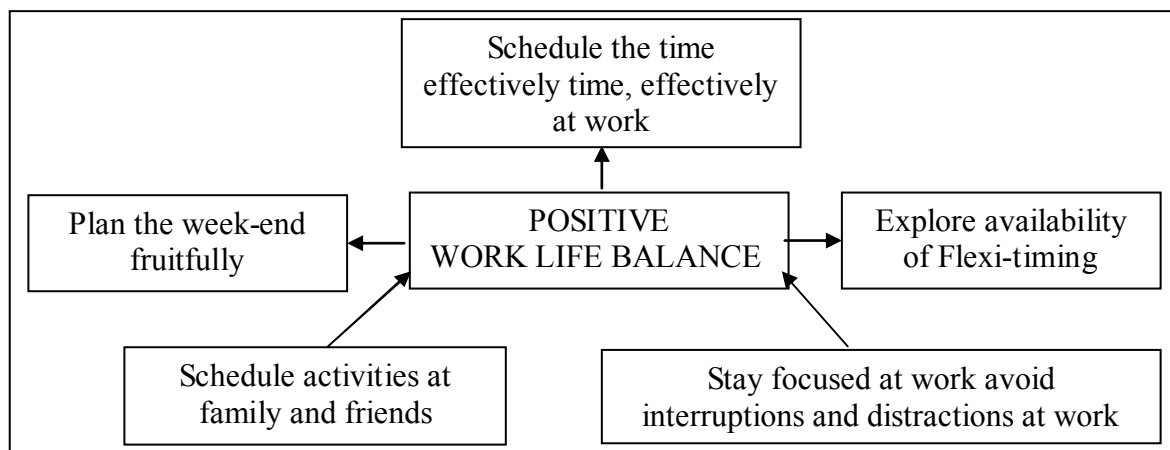 Schedule the time
effectively time, effectively
at work
Plan the week-end
fruitfully
POSITIVE
WORK LIFE BALANCE
Explore availability
of Flexi-timing
Schedule activities at
family and friends
Stay focused at work avoid
interruptions and distractions at work